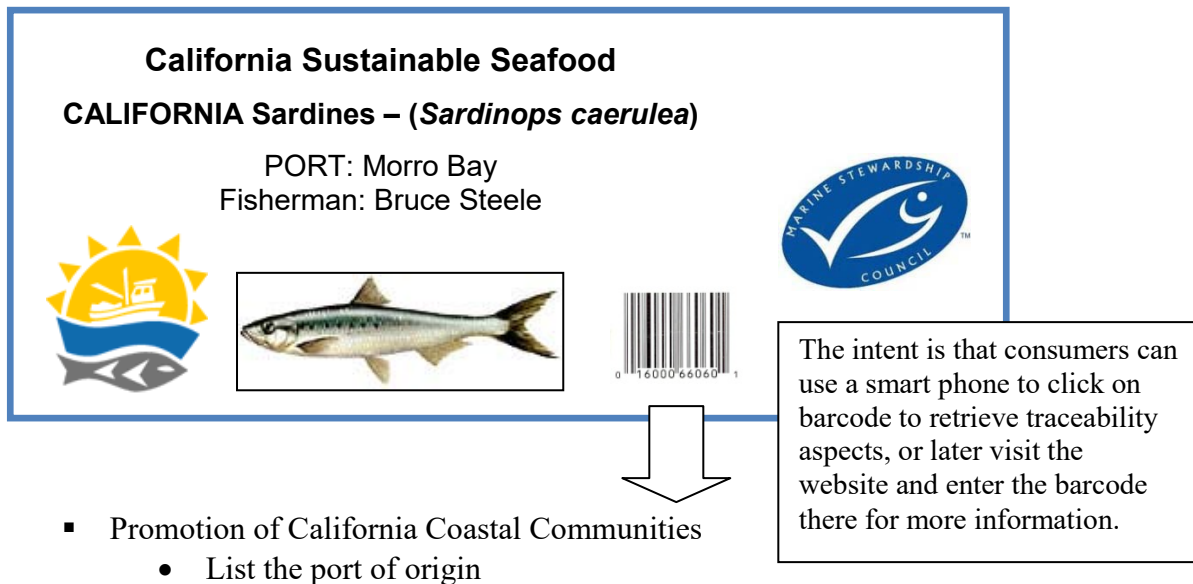 California Sustainable Seafood
CALIFORNIA Sardines – (Sardinops caerulea)
PORT: Morro Bay
Fisherman: Bruce Steele
MARINE STEWARDSHIP
COUNCIL
TM
0 16000 66060 1
The intent is that consumers can
use a smart phone to click on
barcode to retrieve traceability
aspects, or later visit the
website and enter the barcode
there for more information.
▪ Promotion of California Coastal Communities
• List the port of origin